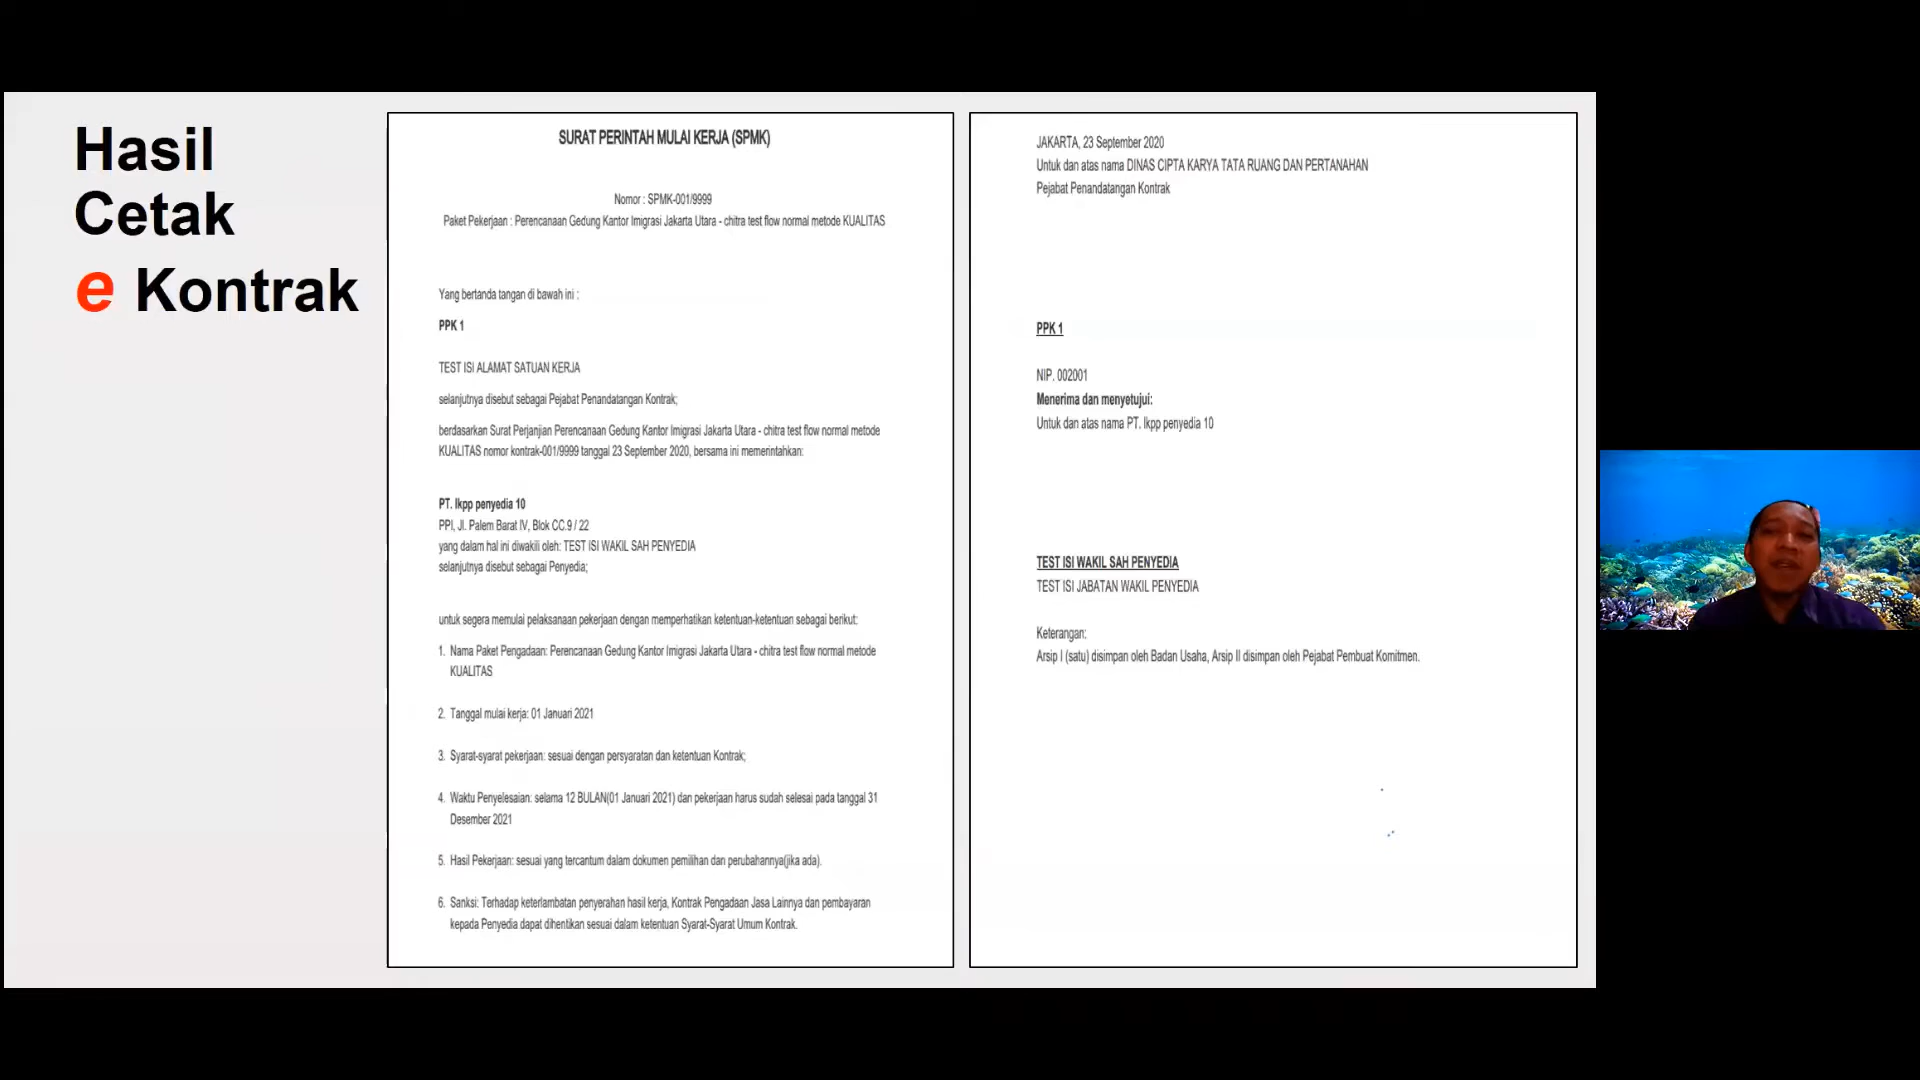 Hasil
Cetak
e Kontrak
SURAT PERINTAH MULAI KERJA (SPMK)
Nomor : SPMK-001/9999
Paket Pekerjaan : Perencanaan Gedung Kantor Imigrasi Jakarta Utara - chitra test flow normal metode KUALITAS
Yang bertanda tangan di bawah ini :
PPK 1
TEST ISI ALAMAT SATUAN KERJA
selanjutnya disebut sebagai Pejabat Penandatangan Kontrak;
berdasarkan Surat Perjanjian Perencanaan Gedung Kantor Imigrasi Jakarta Utara - chitra test flow normal metode
KUALITAS nomor kontrak-001/9999 tanggal 23 September 2020, bersama ini memerintahkan:
PT. lkpp penyedia 10
PPI, Jl. Palem Barat IV, Blok CC.9 / 22
yang dalam hal ini diwakili oleh: TEST ISI WAKIL SAH PENYEDIA
selanjutnya disebut sebagai Penyedia;
untuk segera memulai pelaksanaan pekerjaan dengan memperhatikan ketentuan-ketentuan sebagai berikut:
1. Nama Paket Pengadaan: Perencanaan Gedung Kantor Imigrasi Jakarta Utara - chitra test flow normal metode
KUALITAS
2. Tanggal mulai kerja: 01 Januari 2021
3. Syarat-syarat pekerjaan: sesuai dengan persyaratan dan ketentuan Kontrak;
4. Waktu Penyelesaian: selama 12 BULAN(01 Januari 2021) dan pekerjaan harus sudah selesai pada tanggal 31
Desember 2021
5. Hasil Pekerjaan: sesuai yang tercantum dalam dokumen pemilihan dan perubahannya(jika ada).
6. Sanksi: Terhadap keterlambatan penyerahan hasil kerja, Kontrak Pengadaan Jasa Lainnya dan pembayaran
kepada Penyedia dapat dihentikan sesuai dalam ketentuan Syarat-Syarat Umum Kontrak.
JAKARTA, 23 September 2020
Untuk dan atas nama DINAS CIPTA KARYA TATA RUANG DAN PERTANAHAN
Pejabat Penandatangan Kontrak
PPK 1
NIP. 002001
Menerima dan menyetujui:
Untuk dan atas nama PT. lkpp penyedia 10
TEST ISI WAKIL SAH PENYEDIA
TEST ISI JABATAN WAKIL PENYEDIA
Keterangan:
Arsip I (satu) disimpan oleh Badan Usaha, Arsip II disimpan oleh Pejabat Pembuat Komitmen.